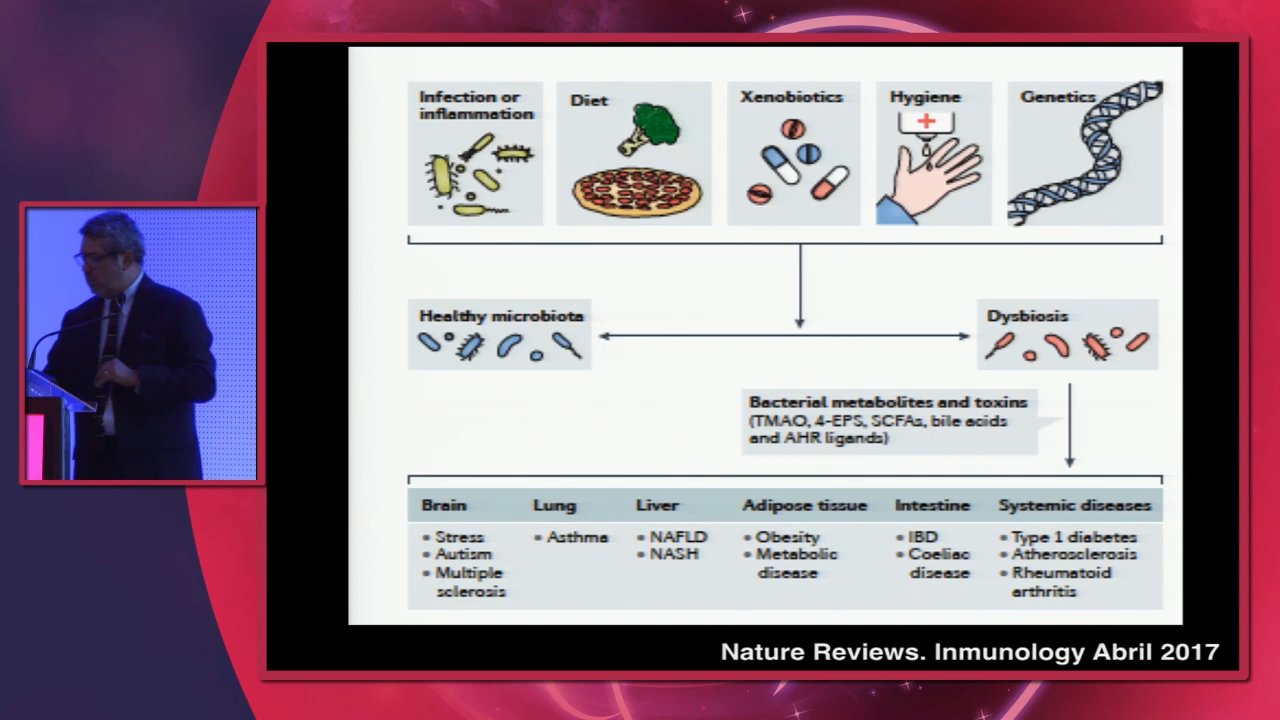 Infection or
inflammation
Diet
Xenobiotics
Hygiene
Genetics
Healthy microbiota
Dysbiosis
Bacterial metabolites and toxins
(TMAO, 4-EPS, SCFAs, bile acids
and AHR ligands)
Brain
• Stress
• Autism
• Multiple
sclerosis
Lung
• Asthma
Liver
• NAFLD
• NASH
Adipose tissue
• Obesity
• Metabolic
disease
Intestine
• IBD
• Coeliac
disease
Systemic diseases
• Type 1 diabetes
• Atherosclerosis
• Rheumatoid
arthritis
Nature Reviews. Inmunology Abril 2017